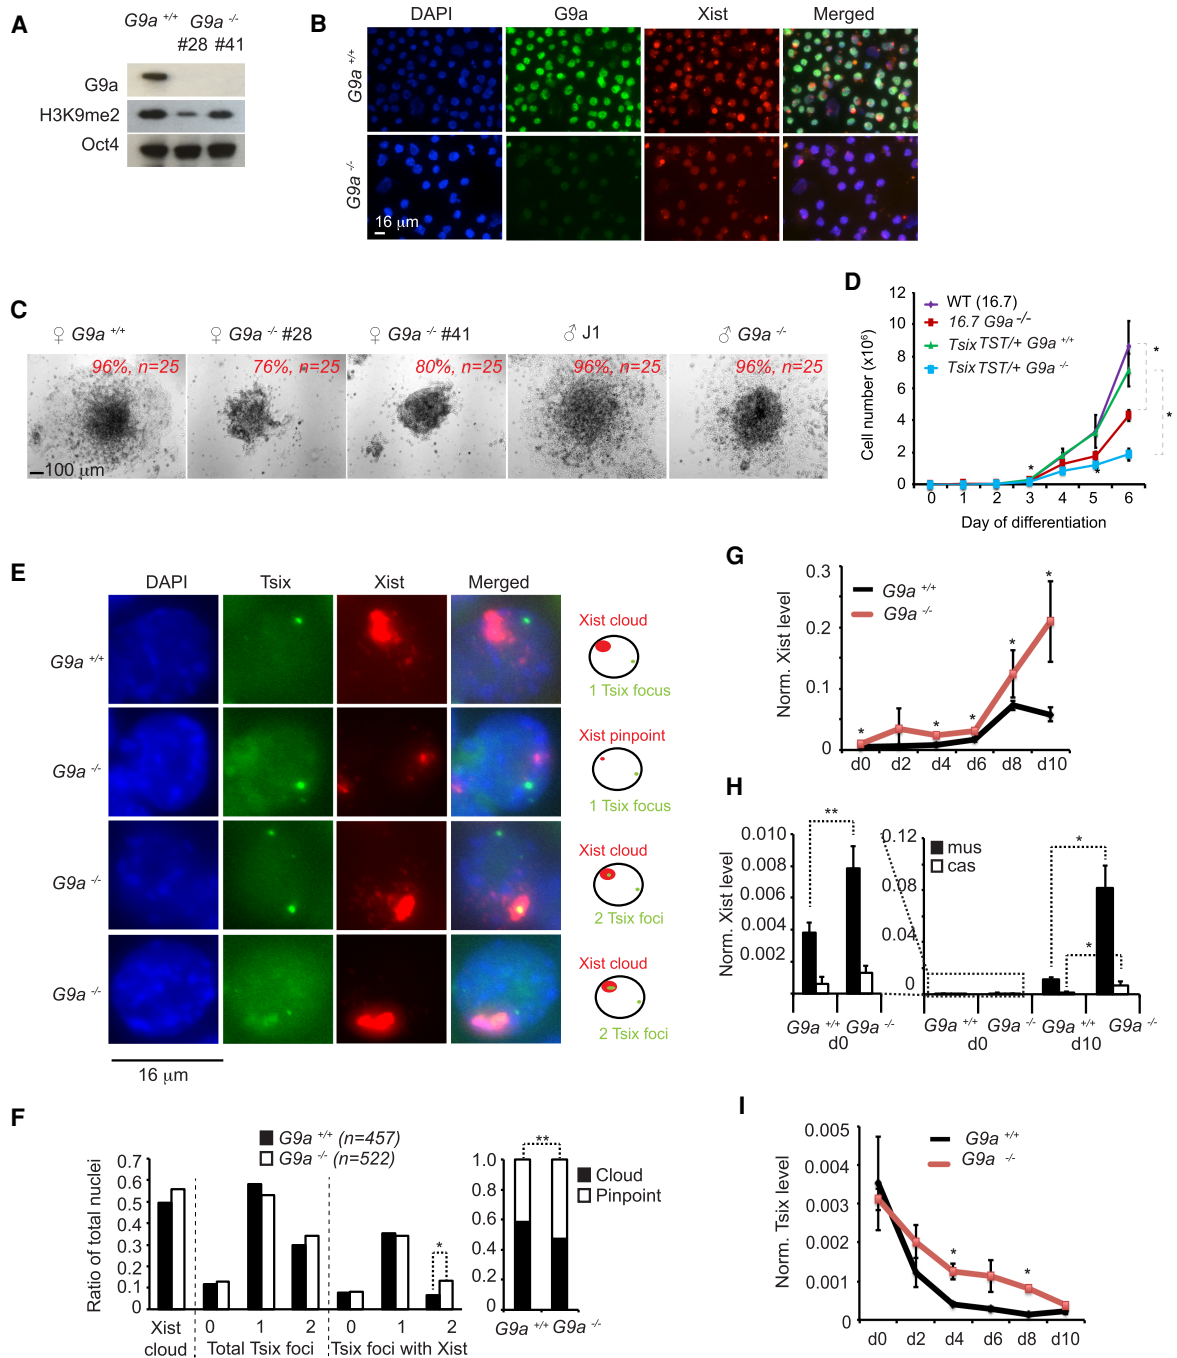 A
G9a +/+ G9a -/-
#28 #41
G9a
H3K9me2
Oct4
B
DAPI G9a Xist Merged
G9a +/+
G9a -/-
16 μm
C
♀ G9a +/+ ♀ G9a -/- #28 ♀ G9a -/- #41 ♂ J1 ♂ G9a -/-
96%, n=25 76%, n=25 80%, n=25 96%, n=25 96%, n=25
100 μm
D
12
10
8
6
4
2
0
Cell number (x10⁶)
WT (16.7)
16.7 G9a -/-
Tsix TST/+ G9a +/+
Tsix TST/+ G9a -/-
* * * *
0 1 2 3 4 5 6
Day of differentiation
E
DAPI Tsix Xist Merged
G9a +/+
Xist cloud
1 Tsix focus
G9a -/-
Xist pinpoint
1 Tsix focus
G9a -/-
Xist cloud
2 Tsix foci
G9a -/-
Xist cloud
2 Tsix foci
16 μm
F
G9a +/+ (n=457)
G9a -/- (n=522)
Ratio of total nuclei
0.7
0.6
0.5
0.4
0.3
0.2
0.1
0
*
Xist cloud
0 1 2
Total Tsix foci
0 1 2
Tsix foci with Xist
**
1.0
0.8
0.6
0.4
0.2
0
Cloud
Pinpoint
G9a +/+ G9a -/-
G
Norm. Xist level
0.3
0.2
0.1
0
G9a +/+
G9a -/-
* * * * *
d0 d2 d4 d6 d8 d10
H
Norm. Xist level
0.010
0.008
0.006
0.004
0.002
**
G9a +/+ G9a -/-
d0
0.12
0.08
0.04
0
mus
cas
* *
G9a +/+ G9a -/- G9a +/+ G9a -/-
d0 d10
I
Norm. Tsix level
0.005
0.004
0.003
0.002
0.001
0
G9a +/+
G9a -/-
* *
d0 d2 d4 d6 d8 d10